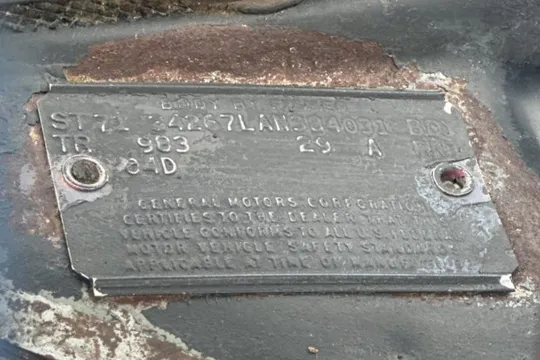 BODY BY FISHER
ST 71 34267LAN304051 BDY
TR 983 29 A
04D
GENERAL MOTORS CORPORATION
CERTIFIES TO THE DEALER THAT THIS
VEHICLE CONFORMS TO ALL U.S. FEDERAL
MOTOR VEHICLE SAFETY STANDARDS
APPLICABLE AT TIME OF MANUFACTURE